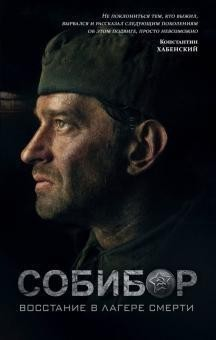 Не поклониться тем, кто выжил,
вырвался и рассказал следующим поколениям
об этом подвиге, просто невозможно
Константин
ХАБЕНСКИЙ
СОБИБОР
ВОССТАНИЕ В ЛАГЕРЕ СМЕРТИ